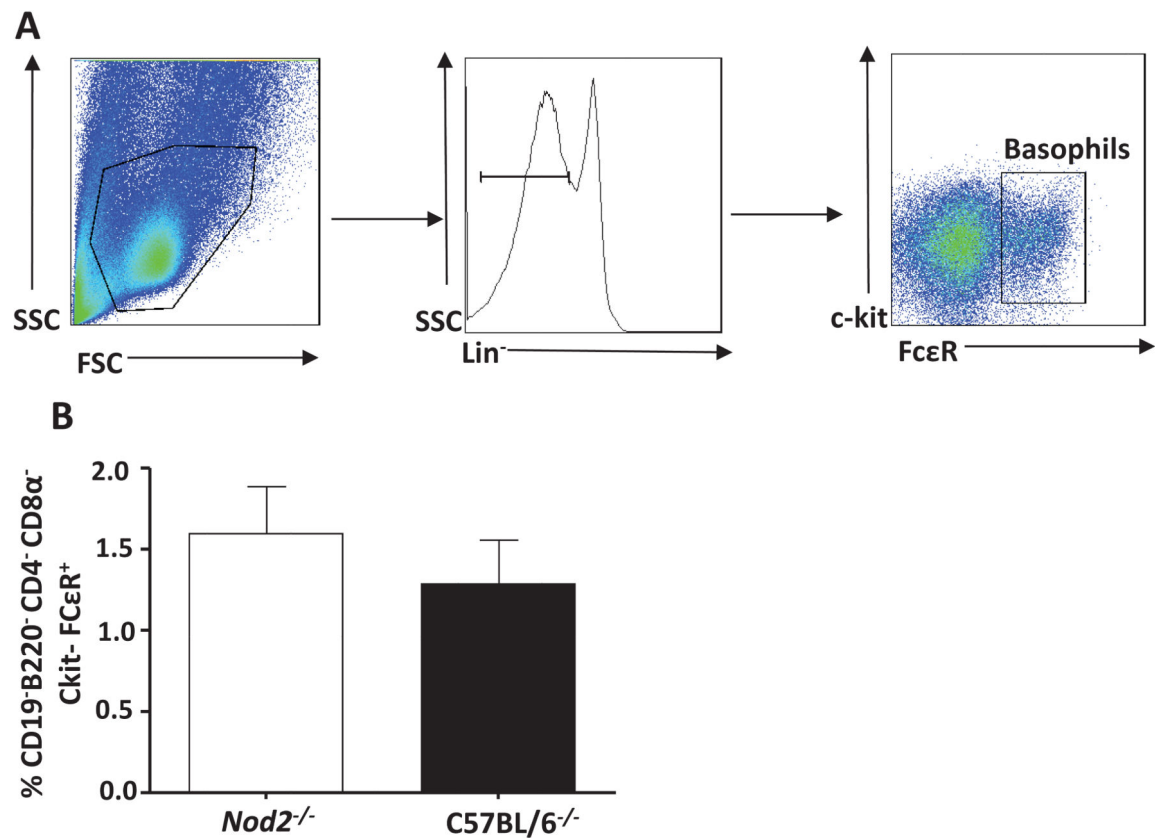 A
SSC
FSC
SSC
Lin⁻
Basophils
c-kit
FcεR
B
% CD19⁻B220⁻ CD4⁻ CD8α⁻
Ckit- FCεR⁺
2.0
1.5
1.0
0.5
0.0
Nod2⁻/⁻
C57BL/6⁻/⁻